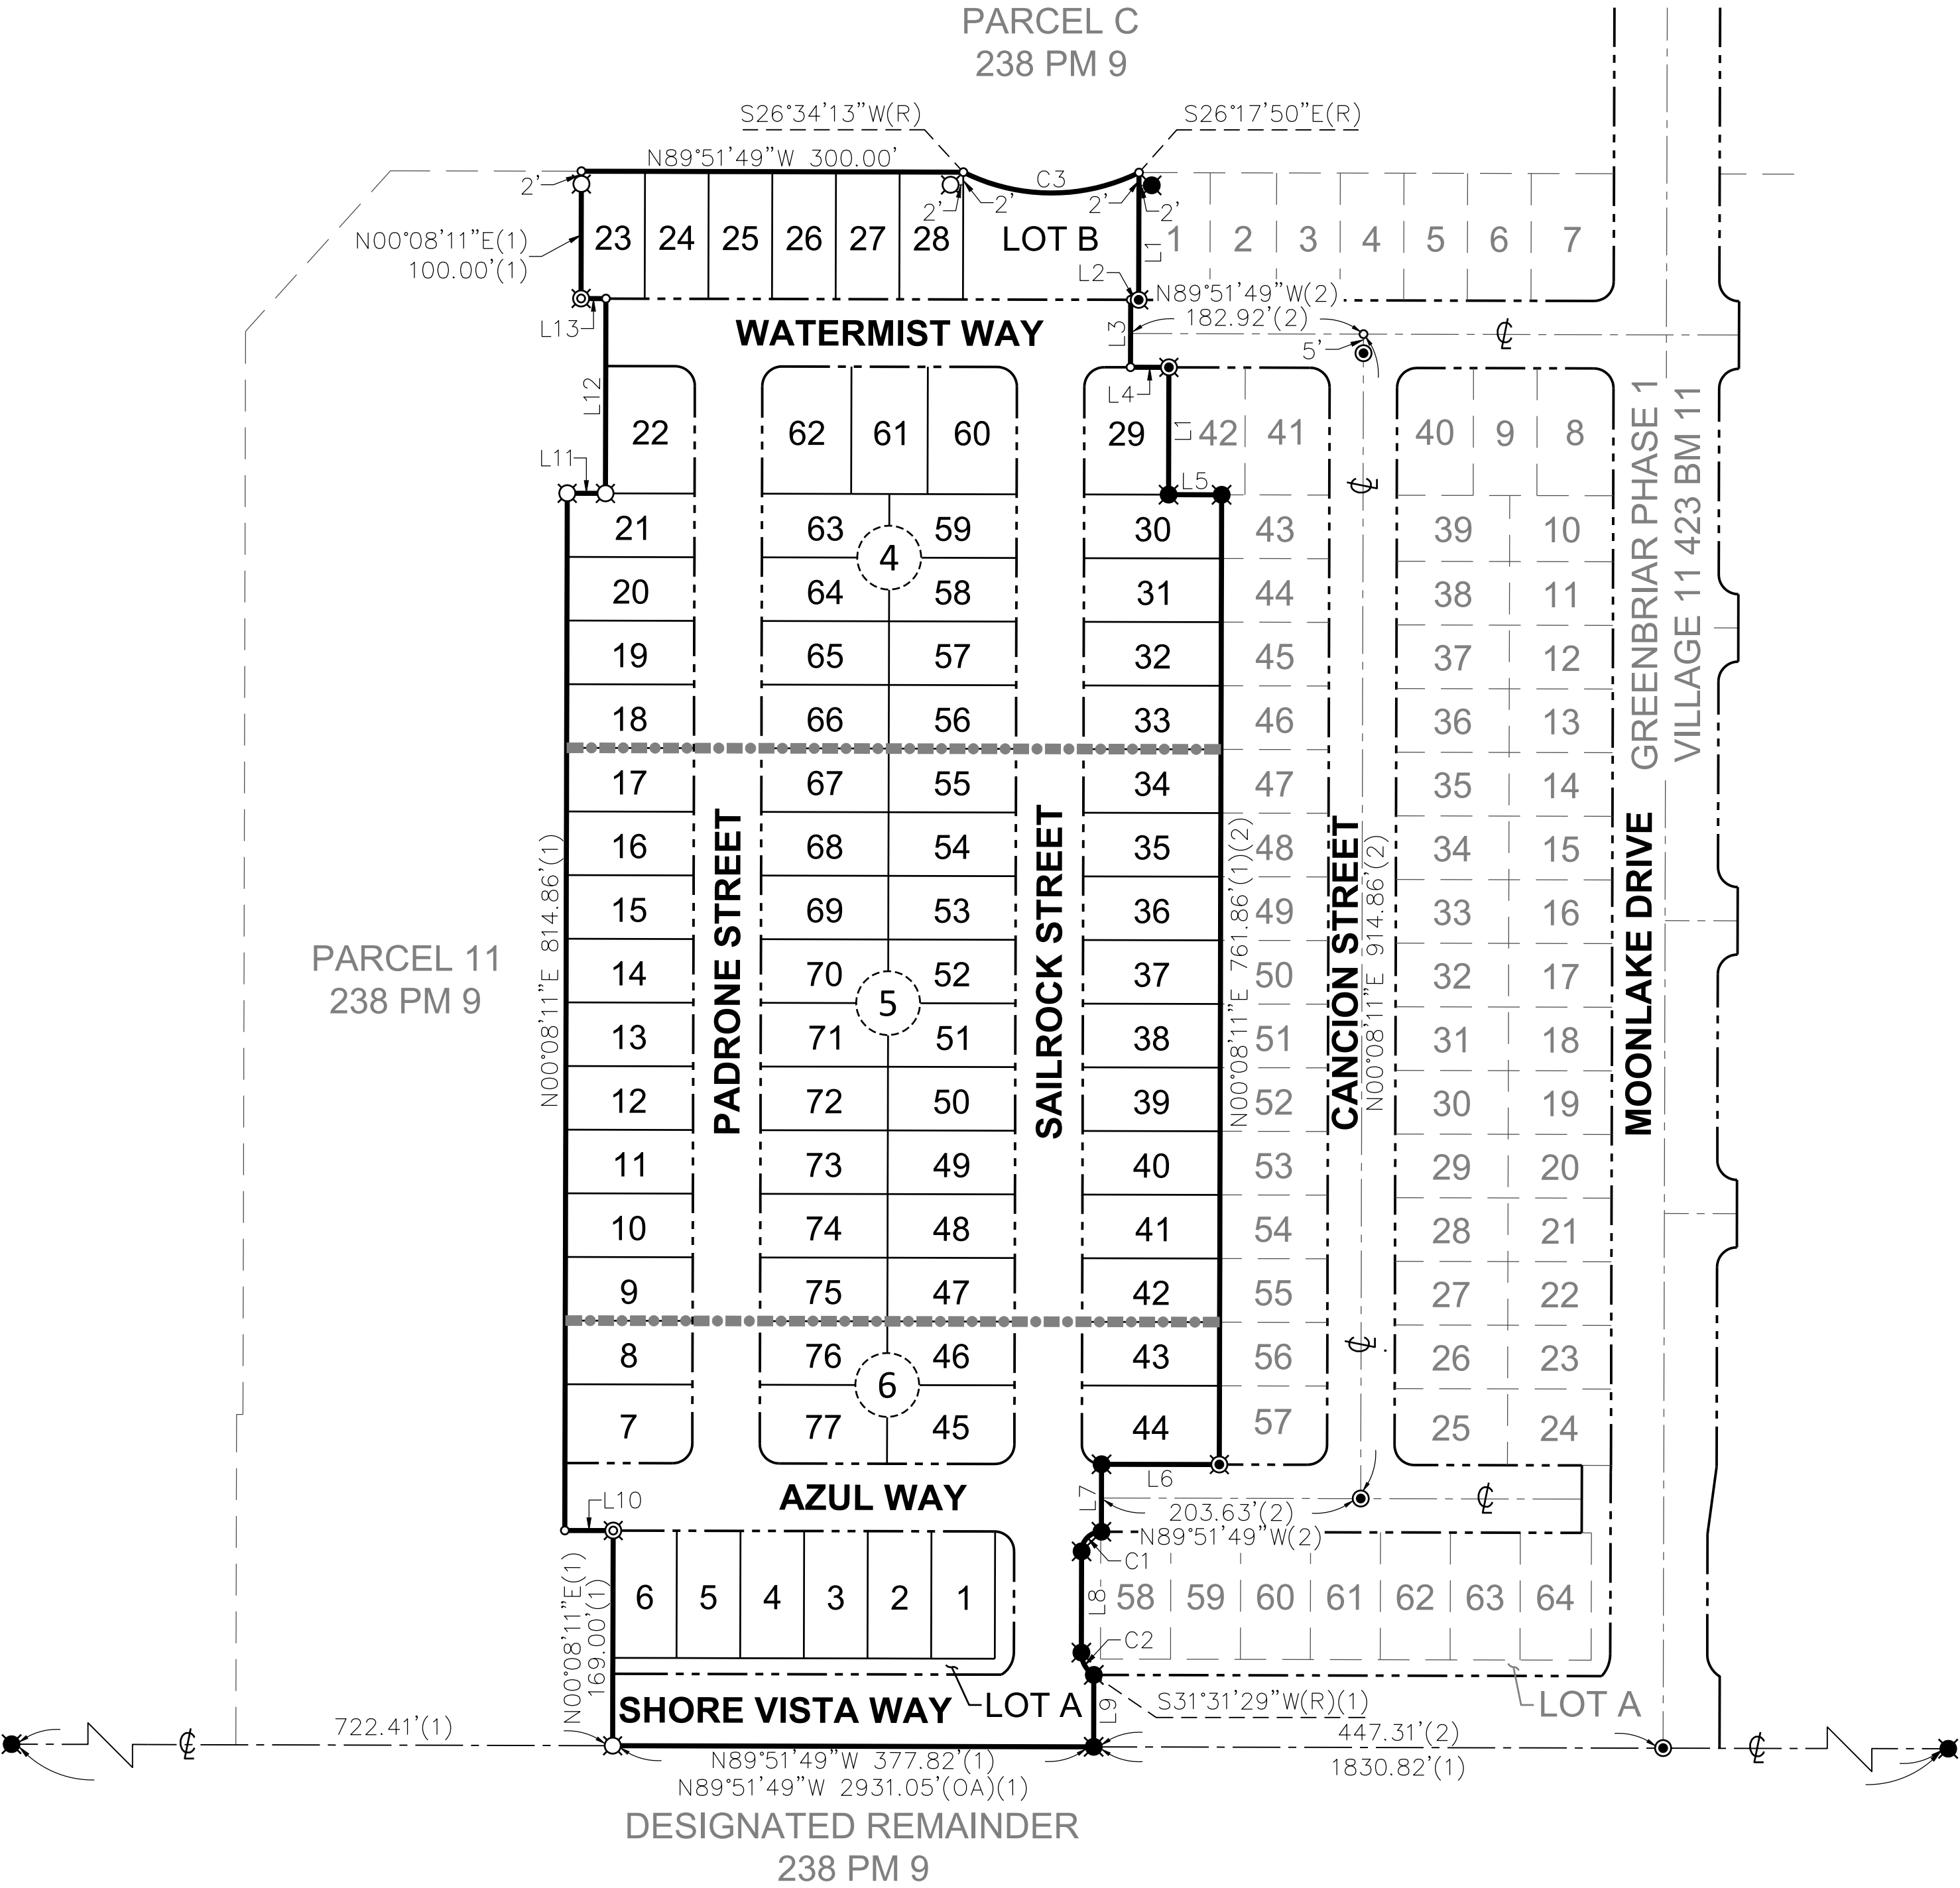 PARCEL C
238 PM 9
S26°34'13"W(R)
S26°17'50"E(R)
N89°51'49"W 300.00'
C3
2'
2'
2'
2'
2'
N00°08'11"E(1)
100.00'(1)
23 24 25 26 27 28 LOT B
L1
1 2 3 4 5 6 7
L2
N89°51'49"W(2)
182.92'(2)
L13
WATERMIST WAY
L3
5'
℄
L4
L12
22 62 61 60 29
L1
42 41 40 9 8
L11
L5
℄
21 63 59 30 43 39 10
4
20 64 58 31 44 38 11
19 65 57 32 45 37 12
18 66 56 33 46 36 13
17 67 55 34 47 35 14
16 68 54 35 48 34 15
15 69 53 36 49 33 16
14 70 52 37 50 32 17
5
13 71 51 38 51 31 18
12 72 50 39 52 30 19
11 73 49 40 53 29 20
10 74 48 41 54 28 21
9 75 47 42 55 27 22
8 76 46 43 56 26 23
℄
6
7 77 45 44 57 25 24
N00°08'11"E 814.86'(1)
PADRONE STREET
SAILROCK STREET
N00°08'11"E 761.86'(1)(2)
CANCION STREET
N00°08'11"E 914.86'(2)
MOONLAKE DRIVE
GREENBRIAR PHASE 1
VILLAGE 11 423 BM 11
PARCEL 11
238 PM 9
L6
L10
AZUL WAY
L7
203.63'(2)
℄
N89°51'49"W(2)
C1
N00°08'11"E(1)
169.00'(1)
6 5 4 3 2 1
L8
58 59 60 61 62 63 64
C2
SHORE VISTA WAY
LOT A
L9
S31°31'29"W(R)(1)
LOT A
722.41'(1)
℄
447.31'(2)
1830.82'(1)
℄
N89°51'49"W 377.82'(1)
N89°51'49"W 2931.05'(OA)(1)
DESIGNATED REMAINDER
238 PM 9